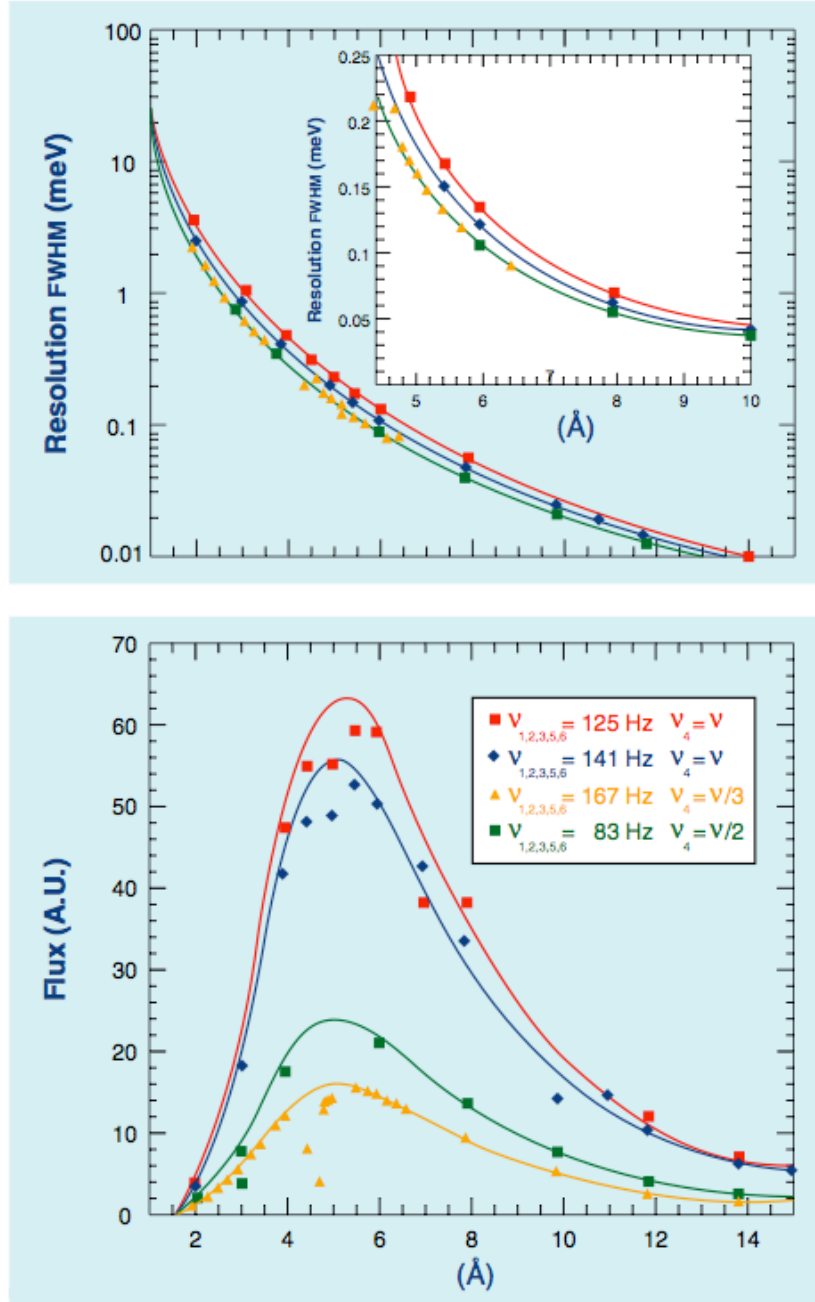 100
10
1
0.1
0.01
Resolution FWHM (meV)
0.25
0.2
0.15
0.1
0.05
Resolution FWHM (meV)
5 6 7 8 9 10
(Å)
70
60
50
40
30
20
10
0
Flux (A.U.)
ν1,2,3,5,6 = 125 Hz ν4 = ν
ν1,2,3,5,6 = 141 Hz ν4 = ν
ν1,2,3,5,6 = 167 Hz ν4 = ν/3
ν1,2,3,5,6 = 83 Hz ν4 = ν/2
2 4 6 8 10 12 14
(Å)